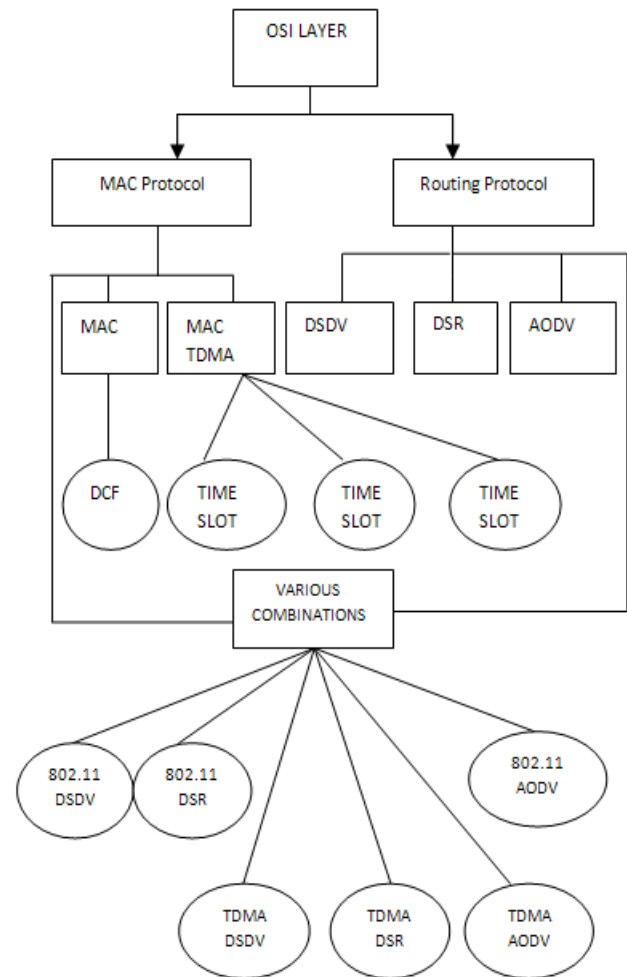 OSI LAYER
MAC Protocol
Routing Protocol
MAC
MAC
TDMA
DSDV
DSR
AODV
DCF
TIME
SLOT
TIME
SLOT
TIME
SLOT
VARIOUS
COMBINATIONS
802.11
DSDV
802.11
DSR
802.11
AODV
TDMA
DSDV
TDMA
DSR
TDMA
AODV